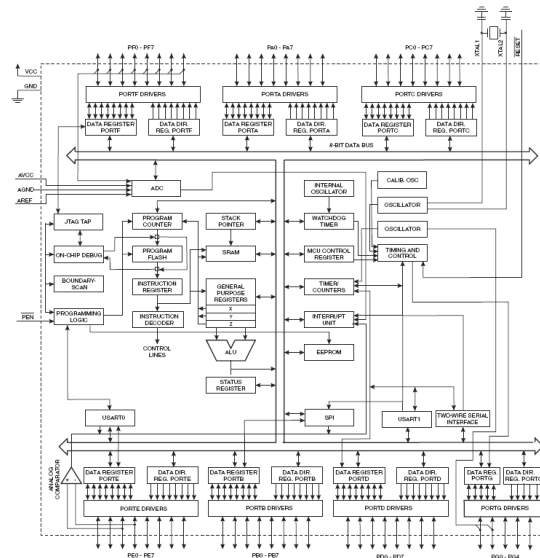 PF0 - PF7
PA0 - PA7
PC0 - PC7
XTAL1
XTAL2
RESET
VCC
GND
PORTF DRIVERS
PORTA DRIVERS
PORTC DRIVERS
DATA REGISTER
PORTF
DATA DIR.
REG. PORTF
DATA REGISTER
PORTA
DATA DIR.
REG. PORTA
DATA REGISTER
PORTC
DATA DIR.
REG. PORTC
8-BIT DATA BUS
AVCC
AGND
AREF
ADC
INTERNAL
OSCILLATOR
CALIB. OSC
OSCILLATOR
JTAG TAP
PROGRAM
COUNTER
STACK
POINTER
WATCHDOG
TIMER
OSCILLATOR
ON-CHIP DEBUG
PROGRAM
FLASH
SRAM
MCU CONTROL
REGISTER
TIMING AND
CONTROL
BOUNDARY-
SCAN
INSTRUCTION
REGISTER
GENERAL
PURPOSE
REGISTERS
X
Y
Z
TIMER/
COUNTERS
PEN
PROGRAMMING
LOGIC
INSTRUCTION
DECODER
INTERRUPT
UNIT
CONTROL
LINES
ALU
EEPROM
STATUS
REGISTER
USART0
SPI
USART1
TWO-WIRE SERIAL
INTERFACE
ANALOG
COMPARATOR
DATA REGISTER
PORTE
DATA DIR.
REG. PORTE
DATA REGISTER
PORTB
DATA DIR.
REG. PORTB
DATA REGISTER
PORTD
DATA DIR.
REG. PORTD
DATA REG.
PORTG
DATA DIR.
REG. PORTG
PORTE DRIVERS
PORTB DRIVERS
PORTD DRIVERS
PORTG DRIVERS
PE0 - PE7
PB0 - PB7
PD0 - PD7
PG0 - PG4